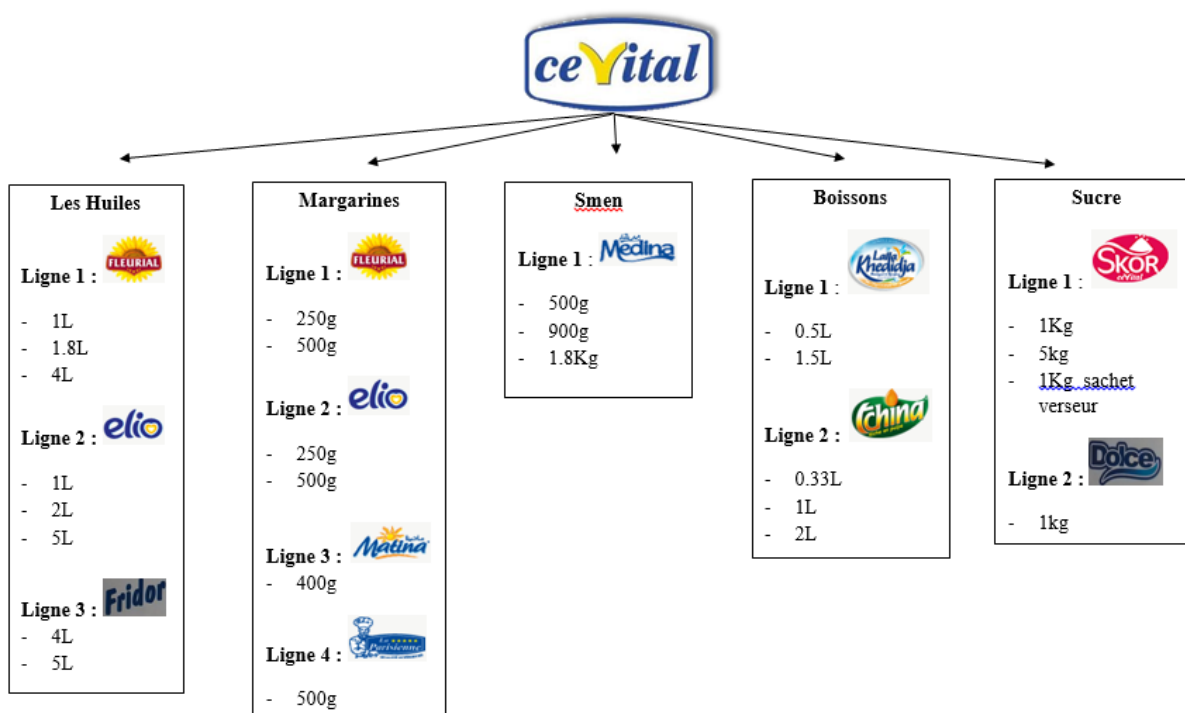 ceVital
Les Huiles
Ligne 1 : FLEURIAL
- 1L
- 1.8L
- 4L
Ligne 2 : elio
- 1L
- 2L
- 5L
Ligne 3 : Fridor
- 4L
- 5L
Margarines
Ligne 1 : FLEURIAL
- 250g
- 500g
Ligne 2 : elio
- 250g
- 500g
Ligne 3 : Matina
- 400g
Ligne 4 : La Parisienne
- 500g
Smen
Ligne 1 : Medina
- 500g
- 900g
- 1.8Kg
Boissons
Ligne 1 : Lalla Khedidja
- 0.5L
- 1.5L
Ligne 2 : Tchina
- 0.33L
- 1L
- 2L
Sucre
Ligne 1 : SKOR ceVital
- 1Kg
- 5kg
- 1Kg sachet
verseur
Ligne 2 : Dolce
- 1kg